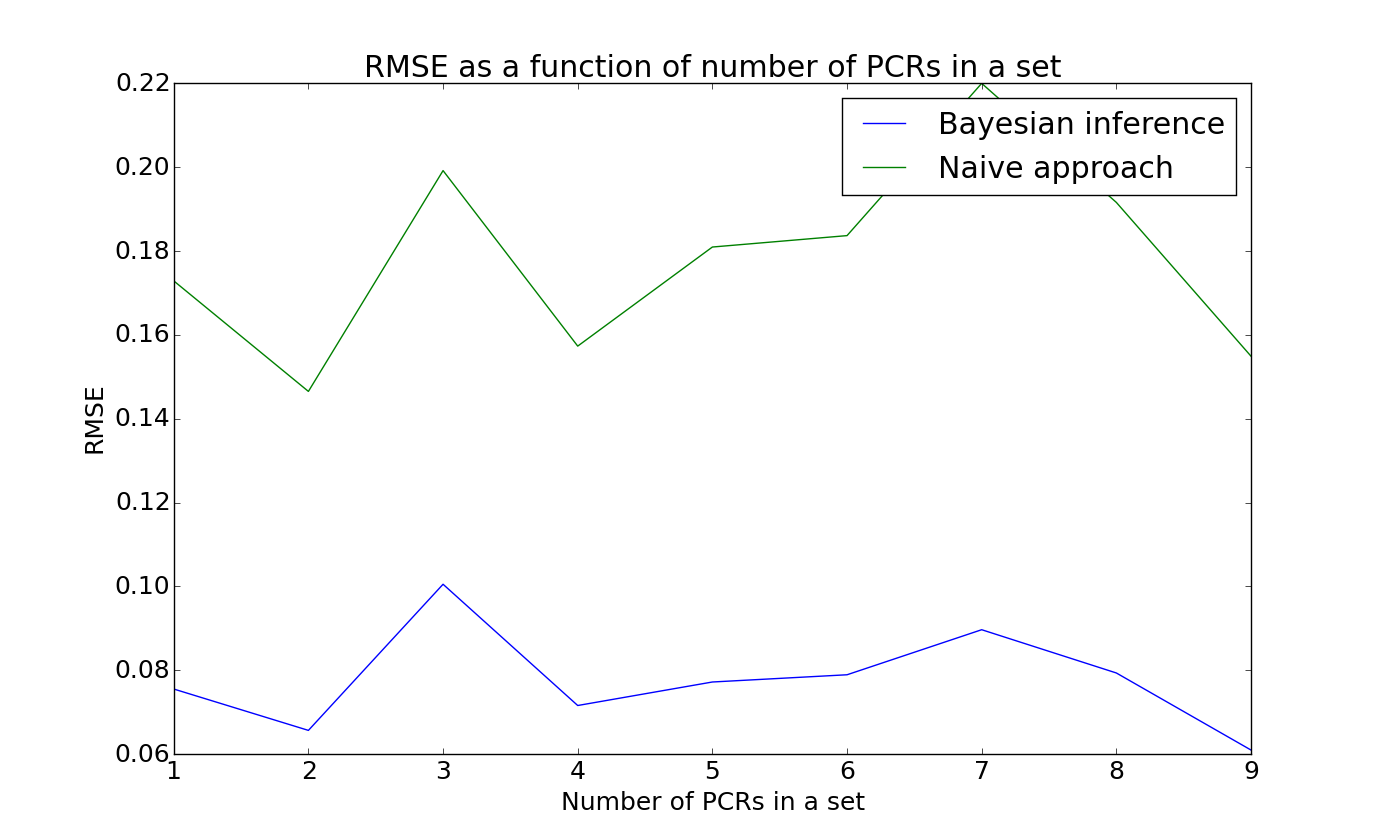 RMSE as a function of number of PCRs in a set
0.22
0.20
0.18
0.16
0.14
0.12
0.10
0.08
0.06
RMSE
Bayesian inference
Naive approach
1 2 3 4 5 6 7 8 9
Number of PCRs in a set